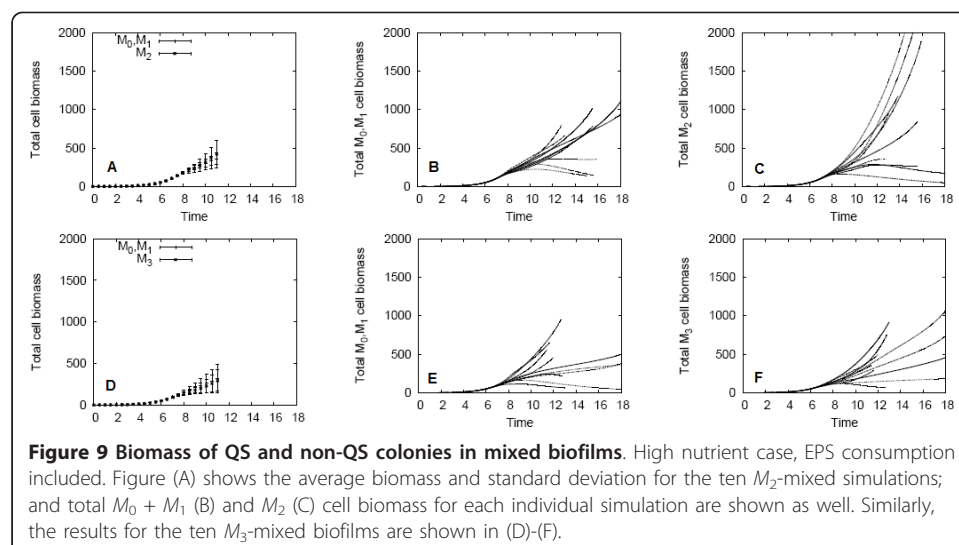 M₀,M₁
M₂
2000
1500
1000
500
0
Total cell biomass
A
0 2 4 6 8 10 12 14 16 18
Time
2000
1500
1000
500
0
Total M₀,M₁ cell biomass
B
0 2 4 6 8 10 12 14 16 18
Time
2000
1500
1000
500
0
Total M₂ cell biomass
C
0 2 4 6 8 10 12 14 16 18
Time
M₀,M₁
M₃
2000
1500
1000
500
0
Total cell biomass
D
0 2 4 6 8 10 12 14 16 18
Time
2000
1500
1000
500
0
Total M₀,M₁ cell biomass
E
0 2 4 6 8 10 12 14 16 18
Time
2000
1500
1000
500
0
Total M₃ cell biomass
F
0 2 4 6 8 10 12 14 16 18
Time
Figure 9 Biomass of QS and non-QS colonies in mixed biofilms. High nutrient case, EPS consumption
included. Figure (A) shows the average biomass and standard deviation for the ten M₂-mixed simulations;
and total M₀ + M₁ (B) and M₂ (C) cell biomass for each individual simulation are shown as well. Similarly,
the results for the ten M₃-mixed biofilms are shown in (D)-(F).